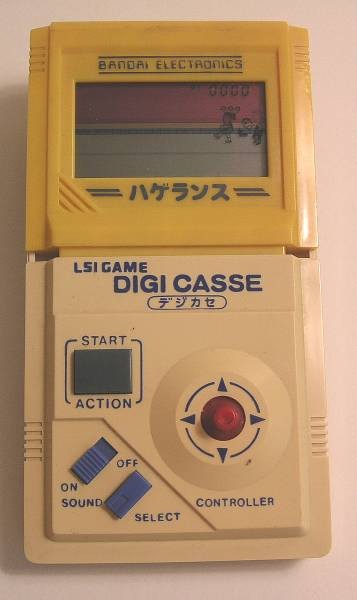 BANDAI ELECTRONICS
0000
ハゲランス
LSI GAME
DIGI CASSE
デジカセ
START
ACTION
OFF
ON
SOUND
SELECT
CONTROLLER